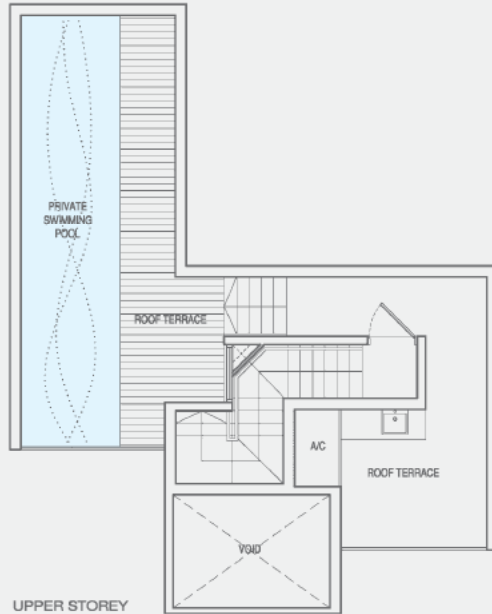 PRIVATE
SWIMMING
POOL
ROOF TERRACE
A/C
ROOF TERRACE
VOID
UPPER STOREY